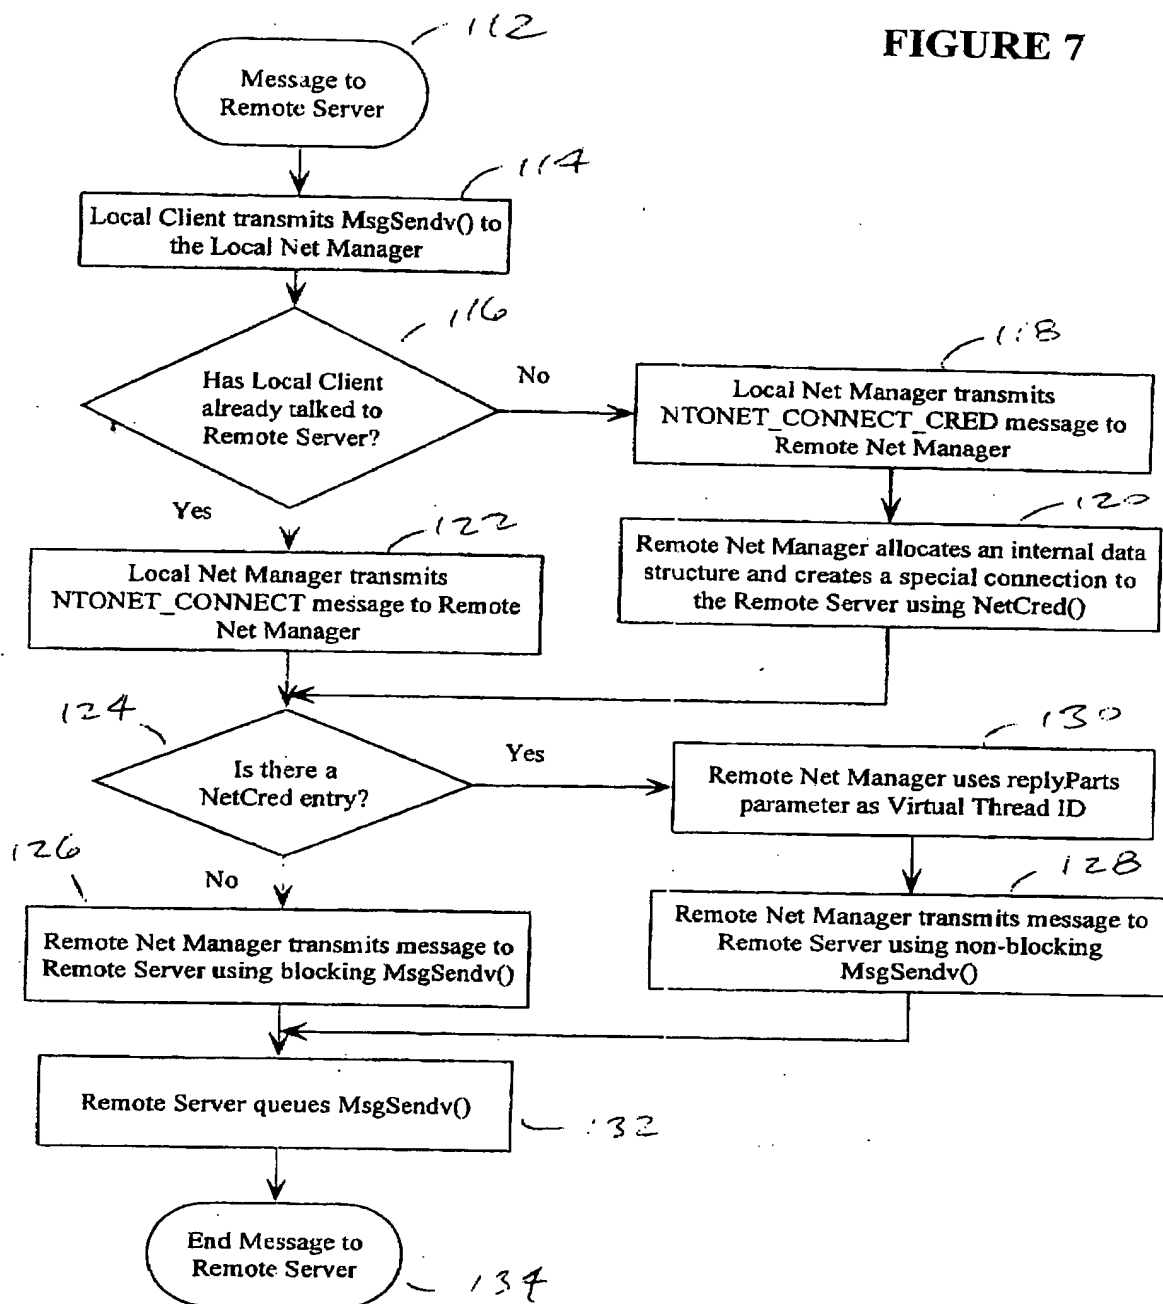 FIGURE 7
112
Message to
Remote Server
114
Local Client transmits MsgSendv() to
the Local Net Manager
116
Has Local Client
already talked to
Remote Server?
No
118
Local Net Manager transmits
NTONET_CONNECT_CRED message to
Remote Net Manager
Yes
120
Remote Net Manager allocates an internal data
structure and creates a special connection to
the Remote Server using NetCred()
122
Local Net Manager transmits
NTONET_CONNECT message to Remote
Net Manager
124
Is there a
NetCred entry?
Yes
130
Remote Net Manager uses replyParts
parameter as Virtual Thread ID
No
126
Remote Net Manager transmits message to
Remote Server using blocking MsgSendv()
128
Remote Net Manager transmits message to
Remote Server using non-blocking
MsgSendv()
Remote Server queues MsgSendv()
132
End Message to
Remote Server
134